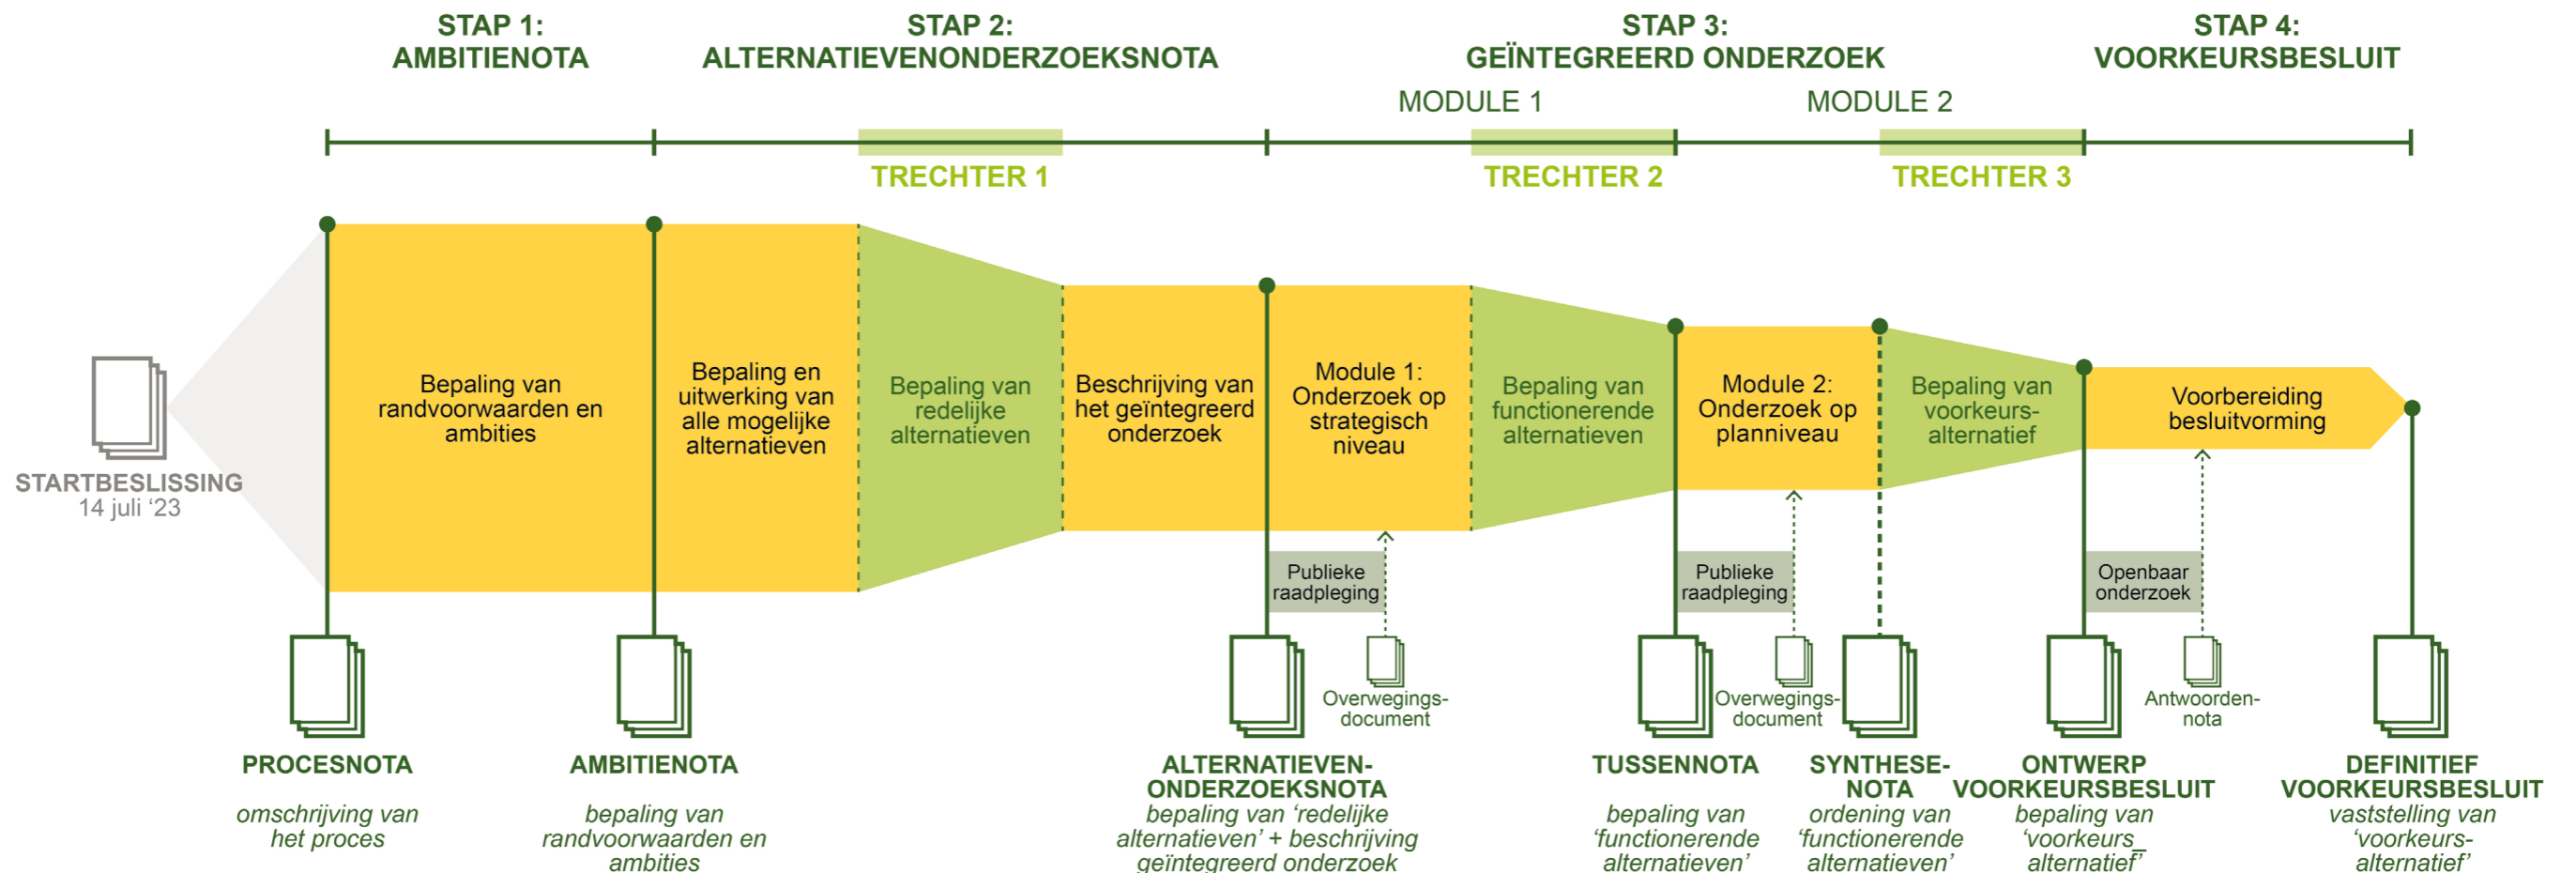 STAP 1:
AMBITIENOTA
STAP 2:
ALTERNATIEVENONDERZOEKSNOTA
STAP 3:
GEÏNTEGREERD ONDERZOEK
STAP 4:
VOORKEURSBESLUIT
MODULE 1
MODULE 2
TRECHTER 1
TRECHTER 2
TRECHTER 3
STARTBESLISSING
14 juli ‘23
Bepaling van
randvoorwaarden en
ambities
Bepaling en
uitwerking van
alle mogelijke
alternatieven
Bepaling van
redelijke
alternatieven
Beschrijving van
het geïntegreerd
onderzoek
Module 1:
Onderzoek op
strategisch
niveau
Bepaling van
functionerende
alternatieven
Module 2:
Onderzoek op
planniveau
Bepaling van
voorkeurs-
alternatief
Voorbereiding
besluitvorming
Publieke
raadpleging
Publieke
raadpleging
Openbaar
onderzoek
Overwegings-
document
Overwegings-
document
Antwoorden-
nota
PROCESNOTA
omschrijving van
het proces
AMBITIENOTA
bepaling van
randvoorwaarden en
ambities
ALTERNATIEVEN-
ONDERZOEKSNOTA
bepaling van ‘redelijke
alternatieven’ + beschrijving
geïntegreerd onderzoek
TUSSENNOTA
bepaling van
‘functionerende
alternatieven’
SYNTHESE-
NOTA
ordening van
‘functionerende
alternatieven’
ONTWERP
VOORKEURSBESLUIT
bepaling van
‘voorkeurs_
alternatief’
DEFINITIEF
VOORKEURSBESLUIT
vaststelling van
‘voorkeurs-
alternatief’